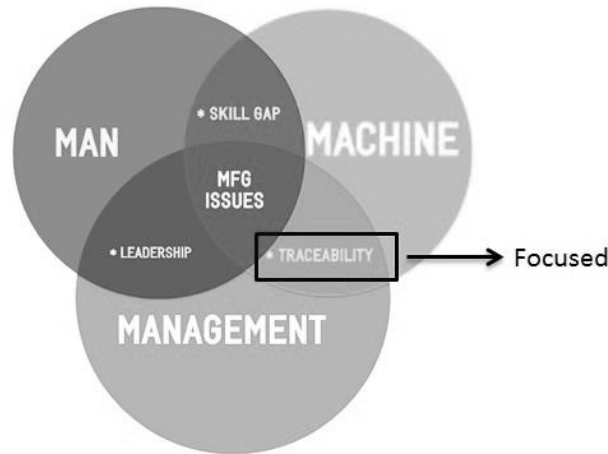 * SKILL GAP
MAN
MACHINE
MFG
ISSUES
* LEADERSHIP
* TRACEABILITY
Focused
MANAGEMENT